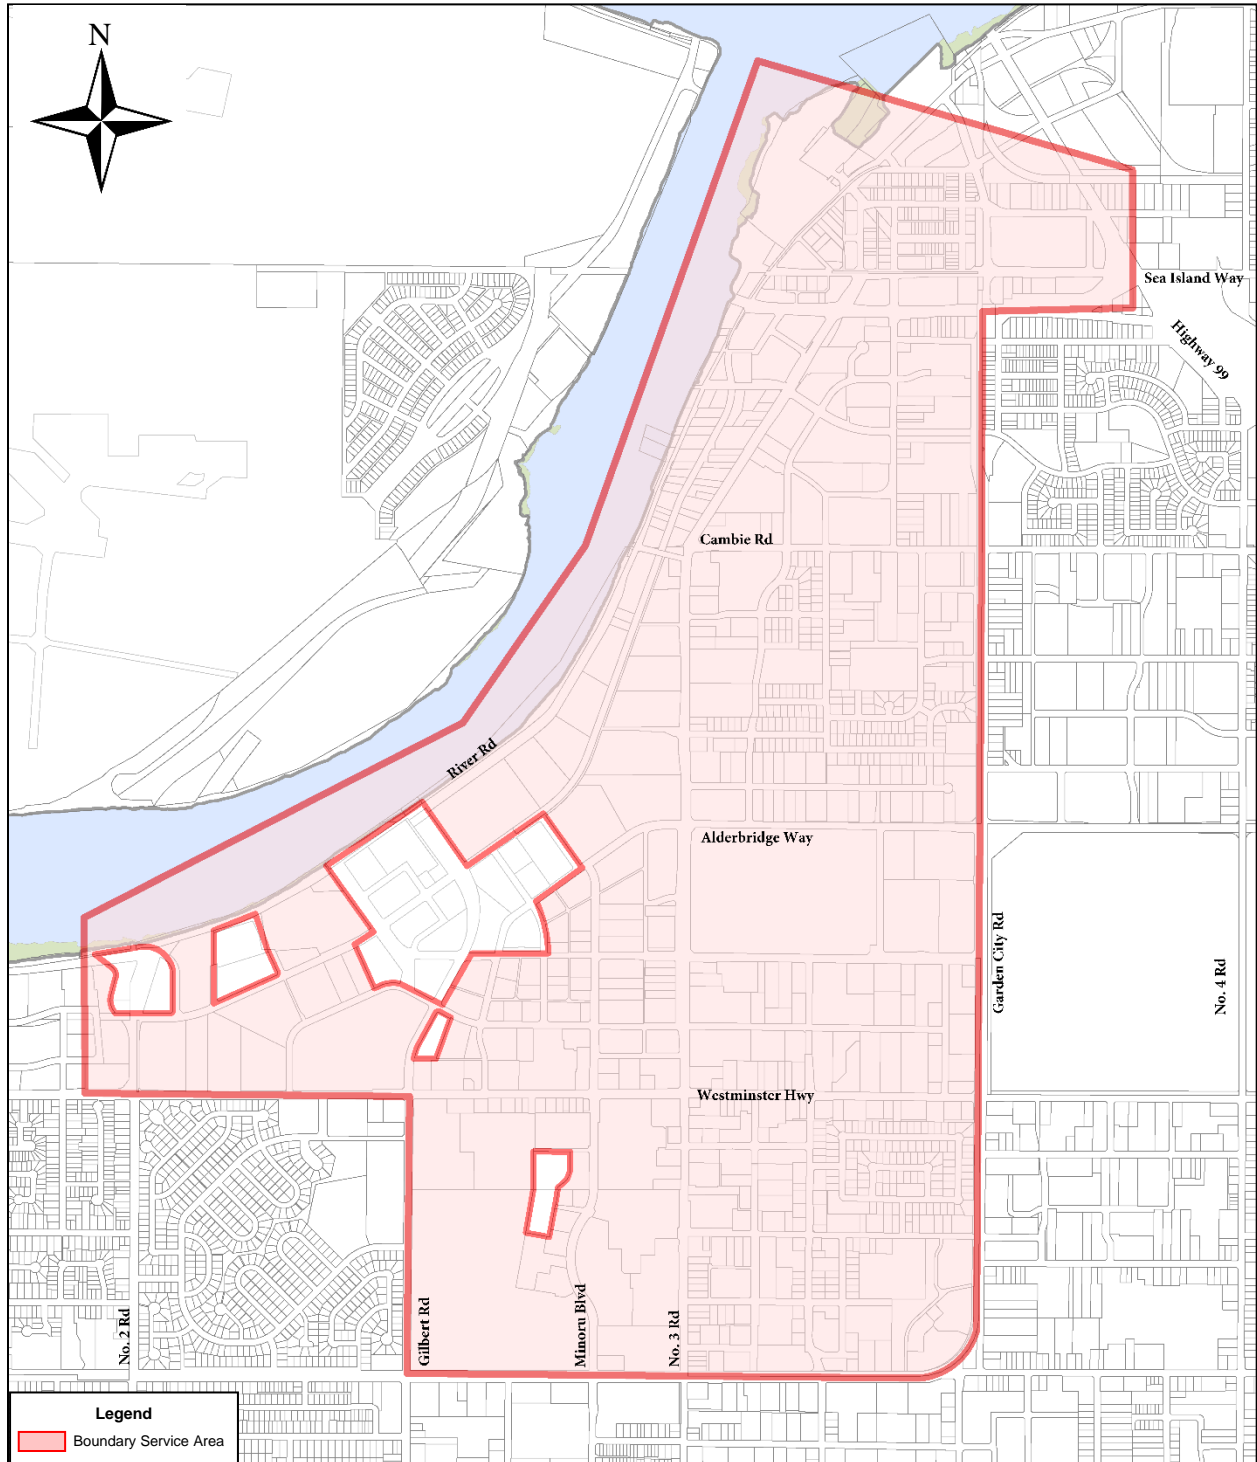 N
Sea Island Way
Highway 99
Cambie Rd
River Rd
Alderbridge Way
Garden City Rd
No. 4 Rd
Westminster Hwy
No. 2 Rd
Gilbert Rd
Minoru Blvd
No. 3 Rd
Legend
Boundary Service Area